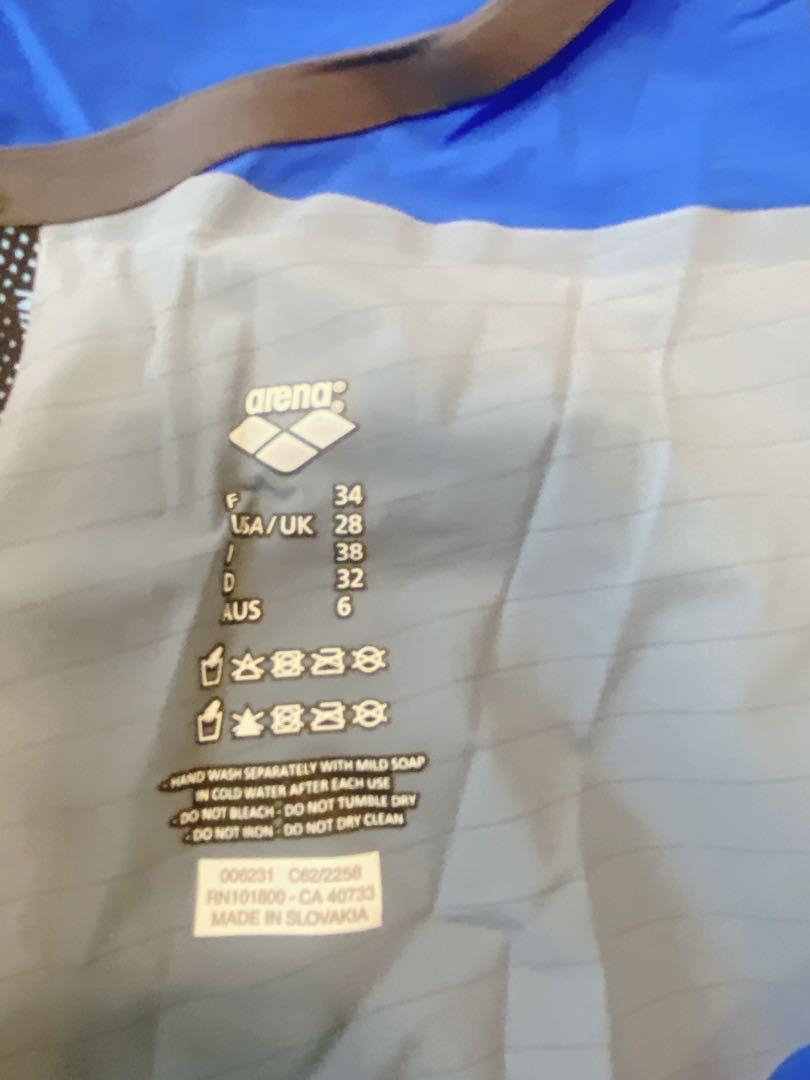 arena®
F 34
USA/UK 28
I 38
D 32
AUS 6
- HAND WASH SEPARATELY WITH MILD SOAP
IN COLD WATER AFTER EACH USE
- DO NOT BLEACH - DO NOT TUMBLE DRY
- DO NOT IRON - DO NOT DRY CLEAN
006231 C62/2258
RN101800 - CA 40733
MADE IN SLOVAKIA